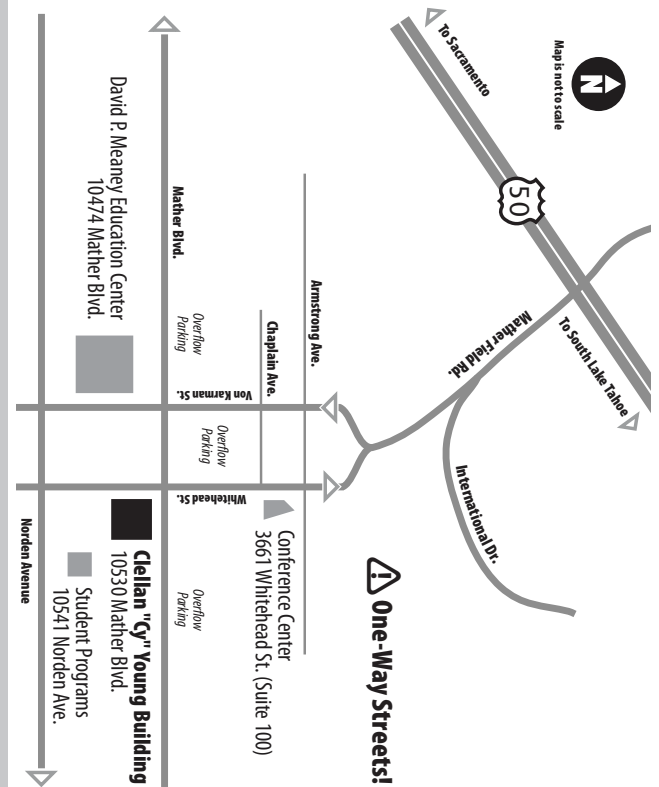 N
Map is not to scale
To Sacramento
50
To South Lake Tahoe
Mather Field Rd.
International Dr.
⚠ One-Way Streets!
Armstrong Ave.
Chaplain Ave.
Conference Center
3661 Whitehead St. (Suite 100)
Von Karman St.
Whitehead St.
Overflow
Parking
Overflow
Parking
Overflow
Parking
Mather Blvd.
David P. Meaney Education Center
10474 Mather Blvd.
Clellan "Cy" Young Building
10530 Mather Blvd.
Student Programs
10541 Norden Ave.
Norden Avenue